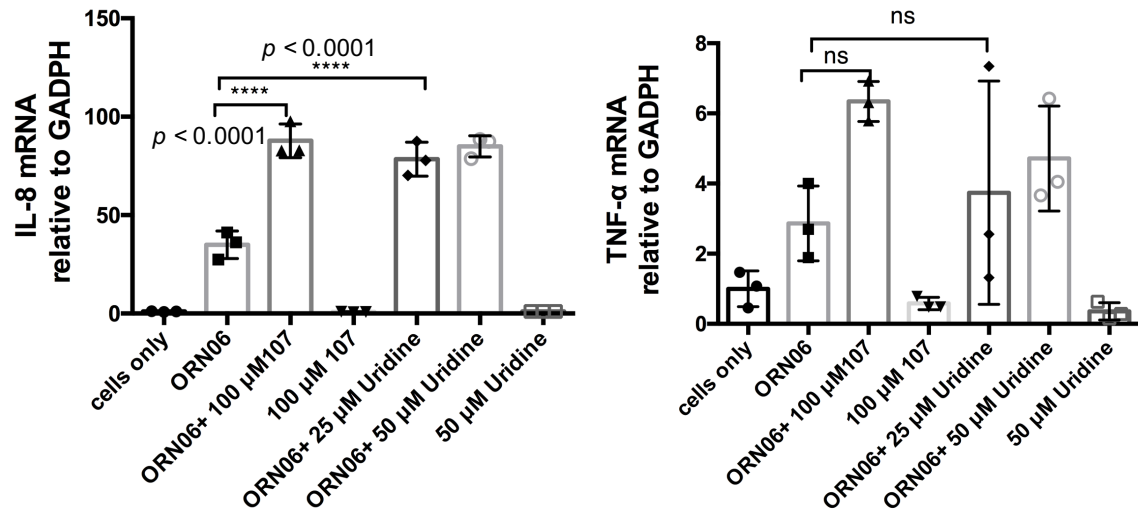 IL-8 mRNA
relative to GADPH
150
100
50
0
p < 0.0001
****
****
p < 0.0001
cells only
ORN06
ORN06+ 100 µM107
100 µM 107
ORN06+ 25 µM Uridine
ORN06+ 50 µM Uridine
50 µM Uridine
TNF-α mRNA
relative to GADPH
8
6
4
2
0
ns
ns
cells only
ORN06
ORN06+ 100 µM107
100 µM 107
ORN06+ 25 µM Uridine
ORN06+ 50 µM Uridine
50 µM Uridine